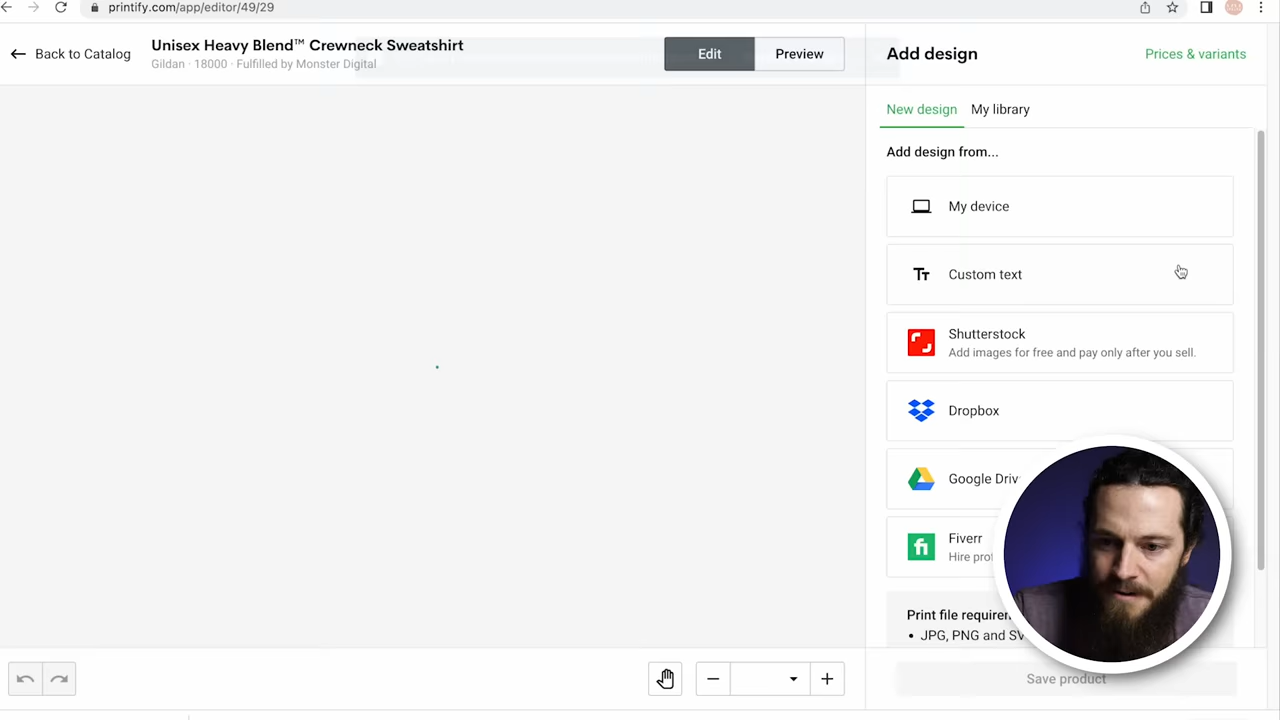 printify.com/app/editor/49/29
Back to Catalog
Unisex Heavy Blend™ Crewneck Sweatshirt
Gildan · 18000 · Fulfilled by Monster Digital
Edit
Preview
Add design
Prices & variants
New design
My library
Add design from...
My device
Tт Custom text
Shutterstock
Add images for free and pay only after you sell.
Dropbox
Google Driv
Fiverr
fi
Hire prof
Print file requirem
• JPG, PNG and SV
Save product